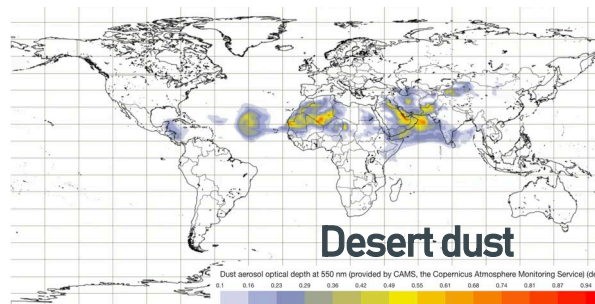 Desert dust
Dust aerosol optical depth at 550 nm (provided by CAMS, the Copernicus Atmosphere Monitoring Service) (de
0.1 0.16 0.23 0.29 0.36 0.42 0.49 0.55 0.61 0.68 0.74 0.81 0.87 0.94